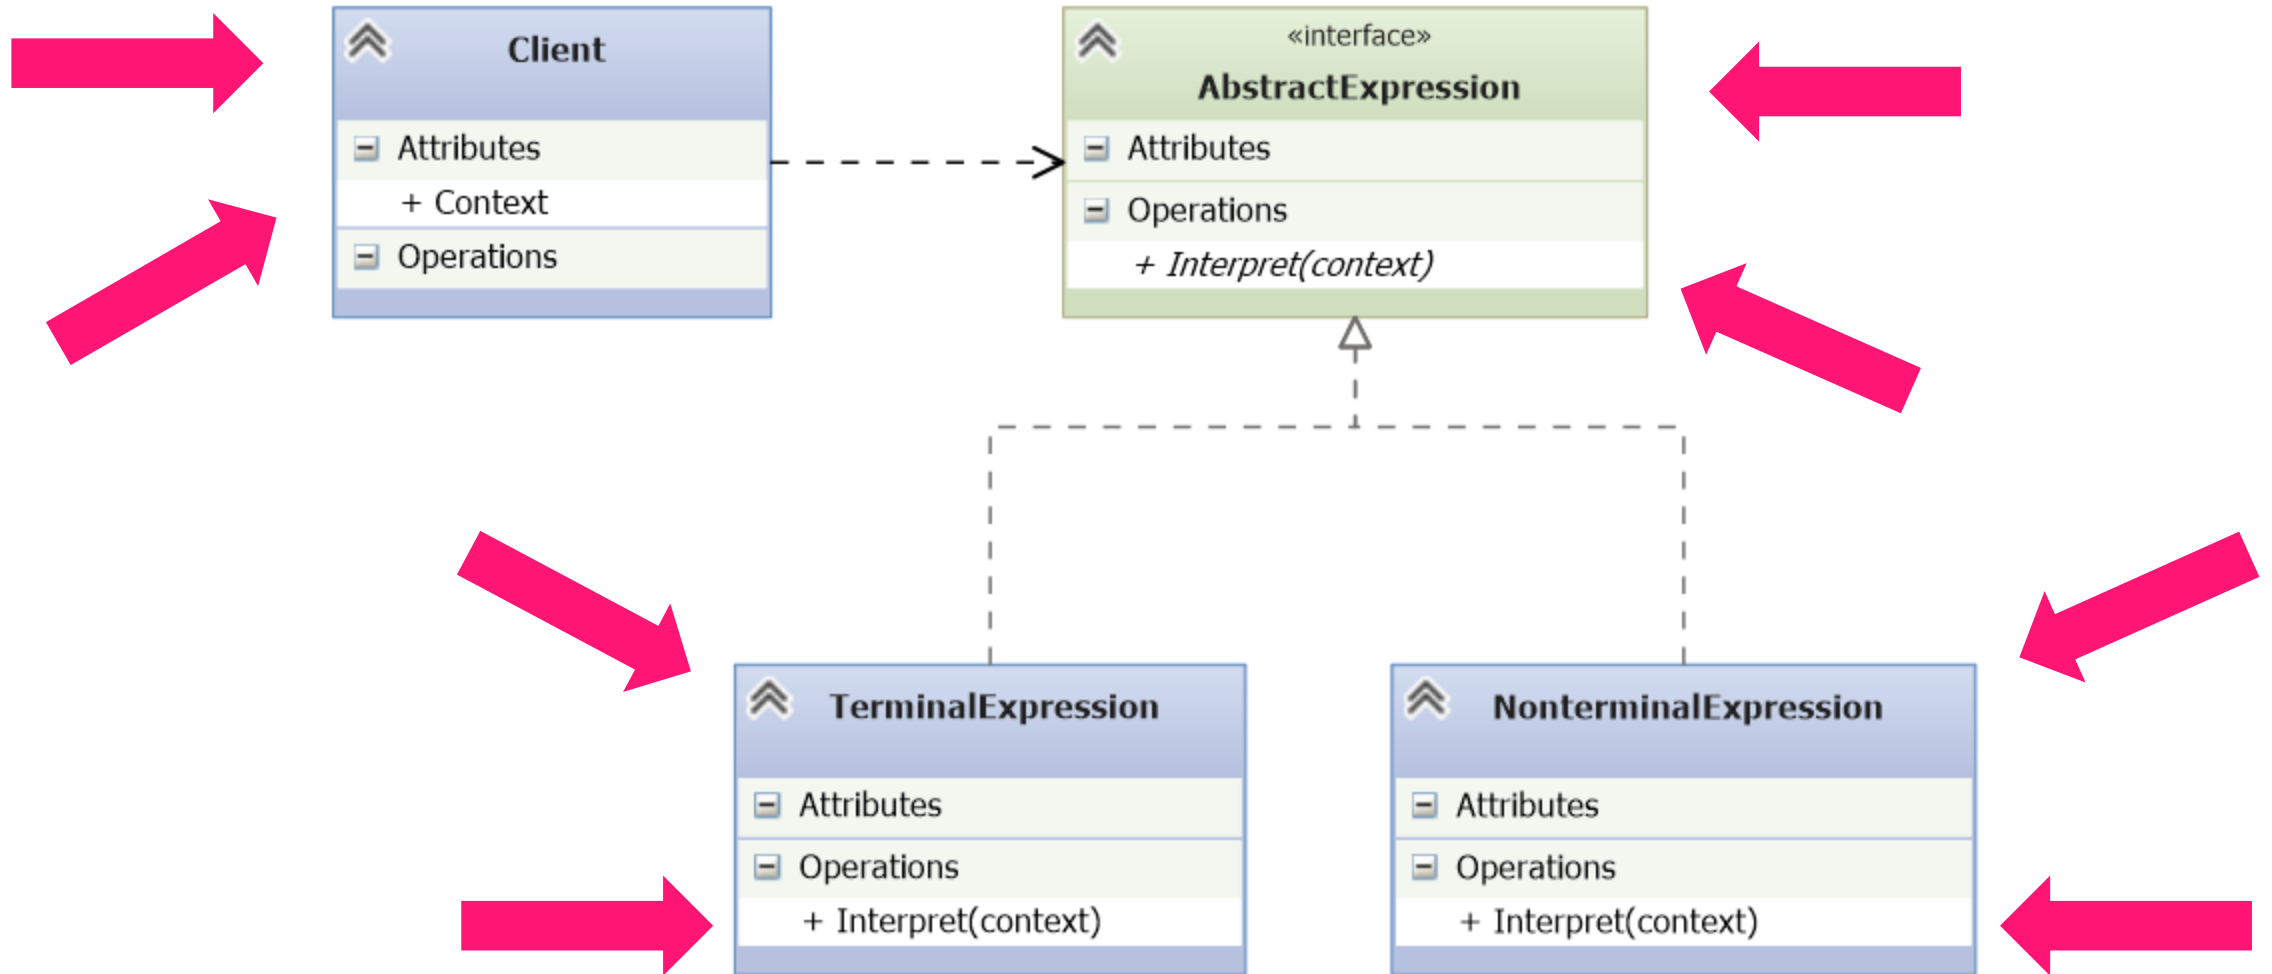 Client
Attributes
+ Context
Operations
«interface»
AbstractExpression
Attributes
Operations
+ Interpret(context)
TerminalExpression
Attributes
Operations
+ Interpret(context)
NonterminalExpression
Attributes
Operations
+ Interpret(context)